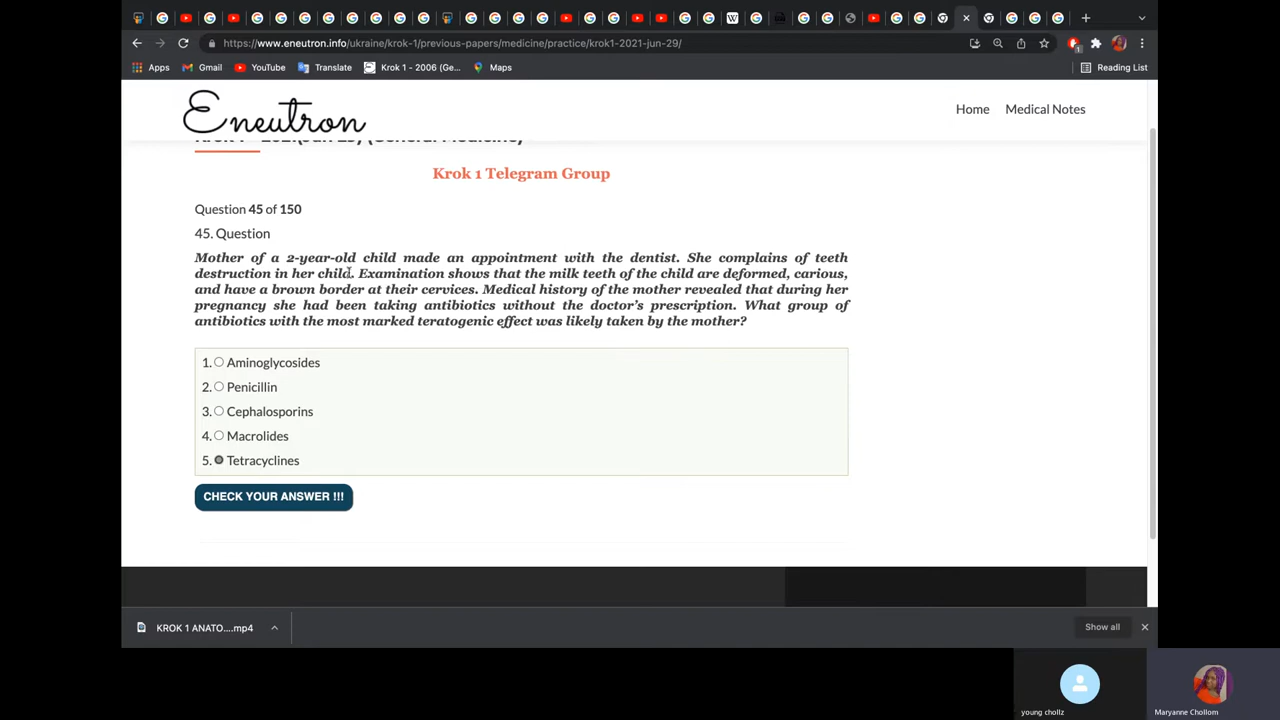 https://www.eneutron.info/ukraine/krok-1/previous-papers/medicine/practice/krok1-2021-jun-29/
Apps Gmail YouTube Translate Krok 1 - 2006 (Ge... Maps Reading List
Eneutron
Home Medical Notes
Krok 1 Telegram Group
Question 45 of 150
45. Question
Mother of a 2-year-old child made an appointment with the dentist. She complains of teeth
destruction in her child. Examination shows that the milk teeth of the child are deformed, carious,
and have a brown border at their cervices. Medical history of the mother revealed that during her
pregnancy she had been taking antibiotics without the doctor's prescription. What group of
antibiotics with the most marked teratogenic effect was likely taken by the mother?
1. Aminoglycosides
2. Penicillin
3. Cephalosporins
4. Macrolides
5. Tetracyclines
CHECK YOUR ANSWER !!!
KROK 1 ANATO....mp4
Show all
young chollz
Maryanne Chollom